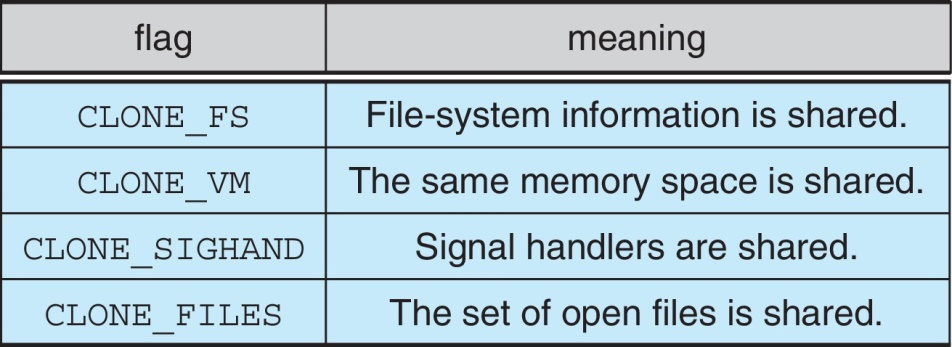 flag meaning
CLONE_FS File-system information is shared.
CLONE_VM The same memory space is shared.
CLONE_SIGHAND Signal handlers are shared.
CLONE_FILES The set of open files is shared.